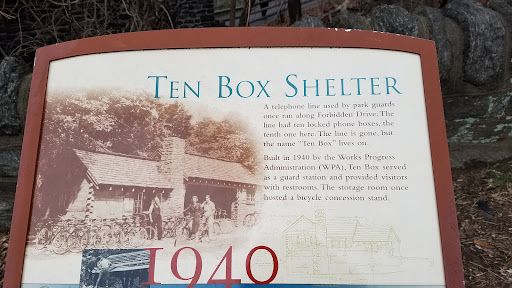 TEN BOX SHELTER
A telephone line used by park guards
once ran along Forbidden Drive. The
line had ten locked phone boxes, the
tenth one here. The line is gone, but
the name "Ten Box" lives on.
Built in 1940 by the Works Progress
Administration (WPA), Ten Box served
as a guard station and provided visitors
with restrooms. The storage room once
hosted a bicycle concession stand.
1940